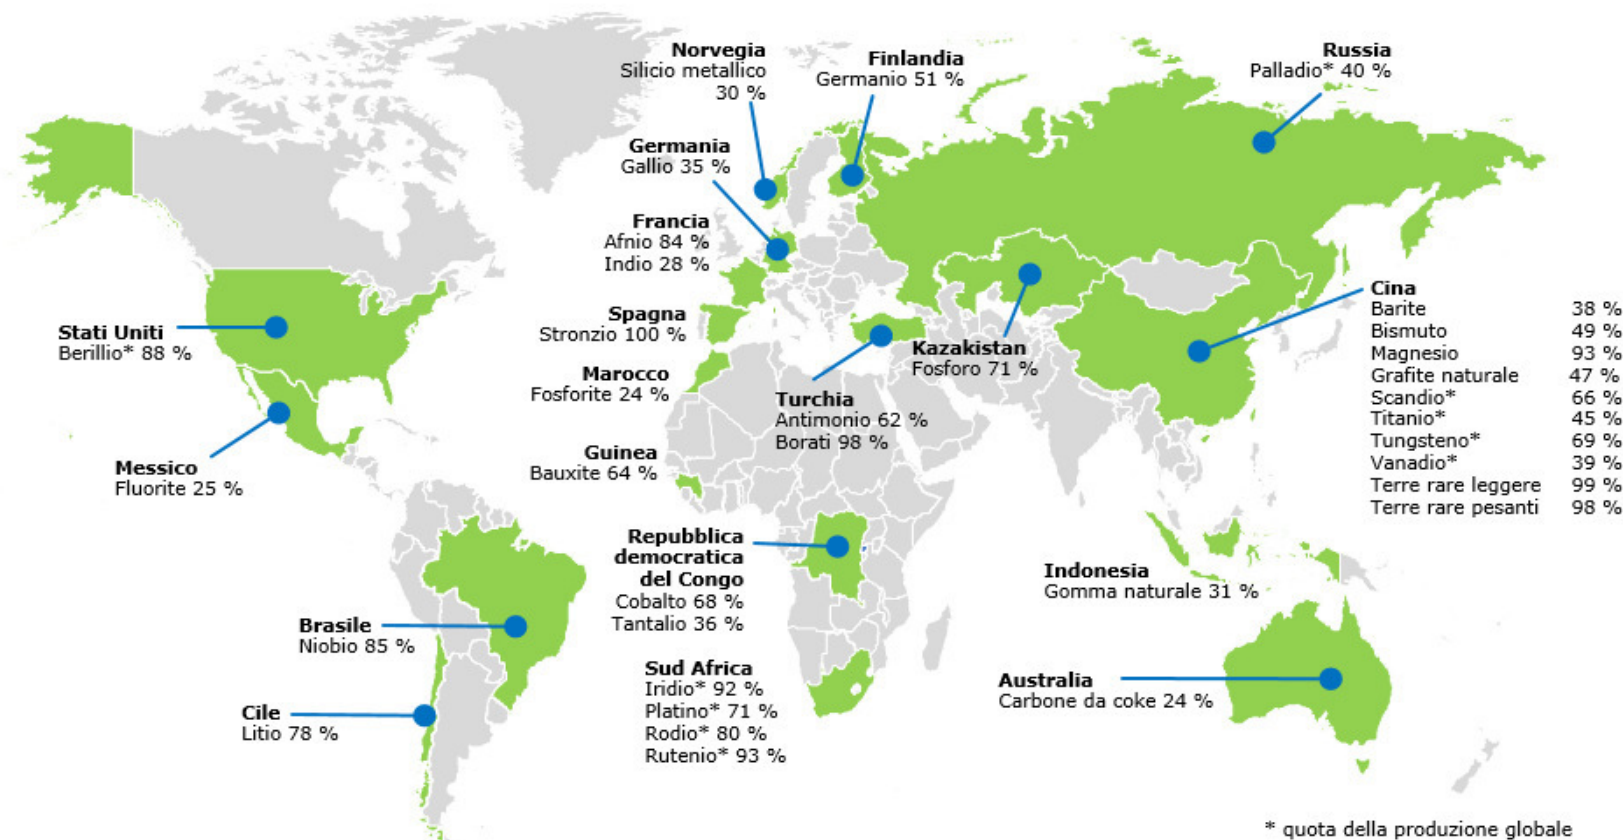 Norvegia
Silicio metallico
30 %
Finlandia
Germanio 51 %
Russia
Palladio* 40 %
Germania
Gallio 35 %
Francia
Afnio 84 %
Indio 28 %
Spagna
Stronzio 100 %
Marocco
Fosforite 24 %
Guinea
Bauxite 64 %
Stati Uniti
Berillio* 88 %
Messico
Fluorite 25 %
Kazakistan
Fosforo 71 %
Turchia
Antimonio 62 %
Borati 98 %
Cina
Barite 38 %
Bismuto 49 %
Magnesio 93 %
Grafite naturale 47 %
Scandio* 66 %
Titanio* 45 %
Tungsteno* 69 %
Vanadio* 39 %
Terre rare leggere 99 %
Terre rare pesanti 98 %
Repubblica
democratica
del Congo
Cobalto 68 %
Tantalio 36 %
Indonesia
Gomma naturale 31 %
Brasile
Niobio 85 %
Sud Africa
Iridio* 92 %
Platino* 71 %
Rodio* 80 %
Rutenio* 93 %
Australia
Carbone da coke 24 %
Cile
Litio 78 %
* quota della produzione globale